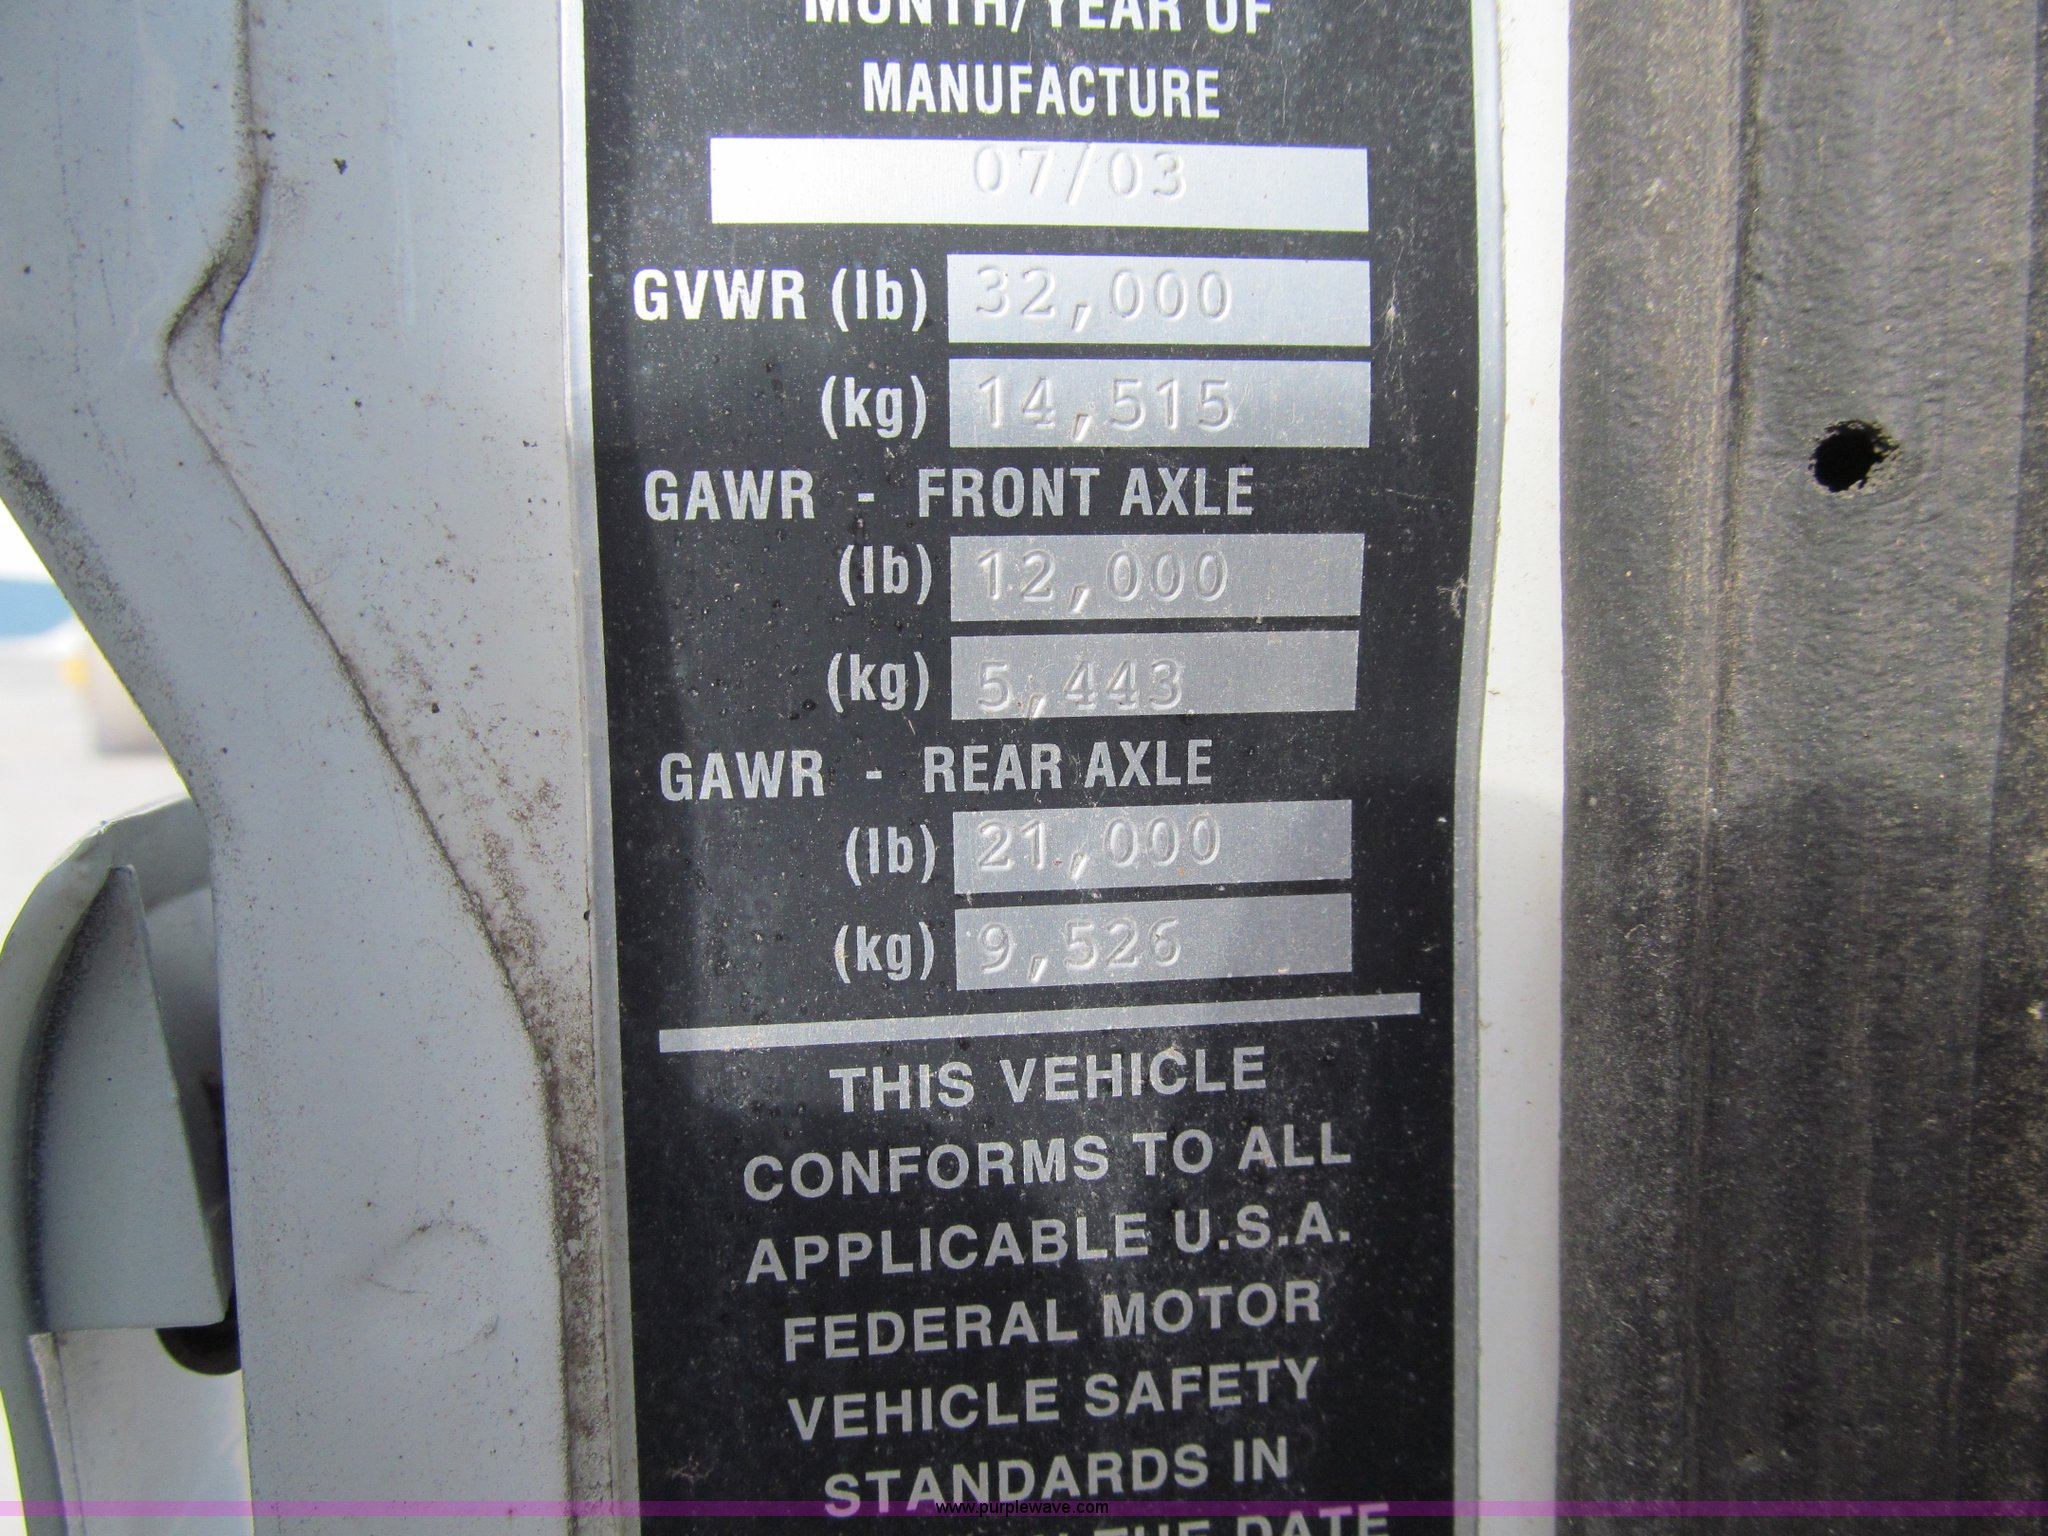 MONTH/YEAR OF
MANUFACTURE
07/03
GVWR (lb) 32,000
(kg) 14,515
GAWR - FRONT AXLE
(lb) 12,000
(kg) 5,443
GAWR - REAR AXLE
(lb) 21,000
(kg) 9,526
THIS VEHICLE
CONFORMS TO ALL
APPLICABLE U.S.A.
FEDERAL MOTOR
VEHICLE SAFETY
STANDARDS IN
THE DATE
www.purplewave.com